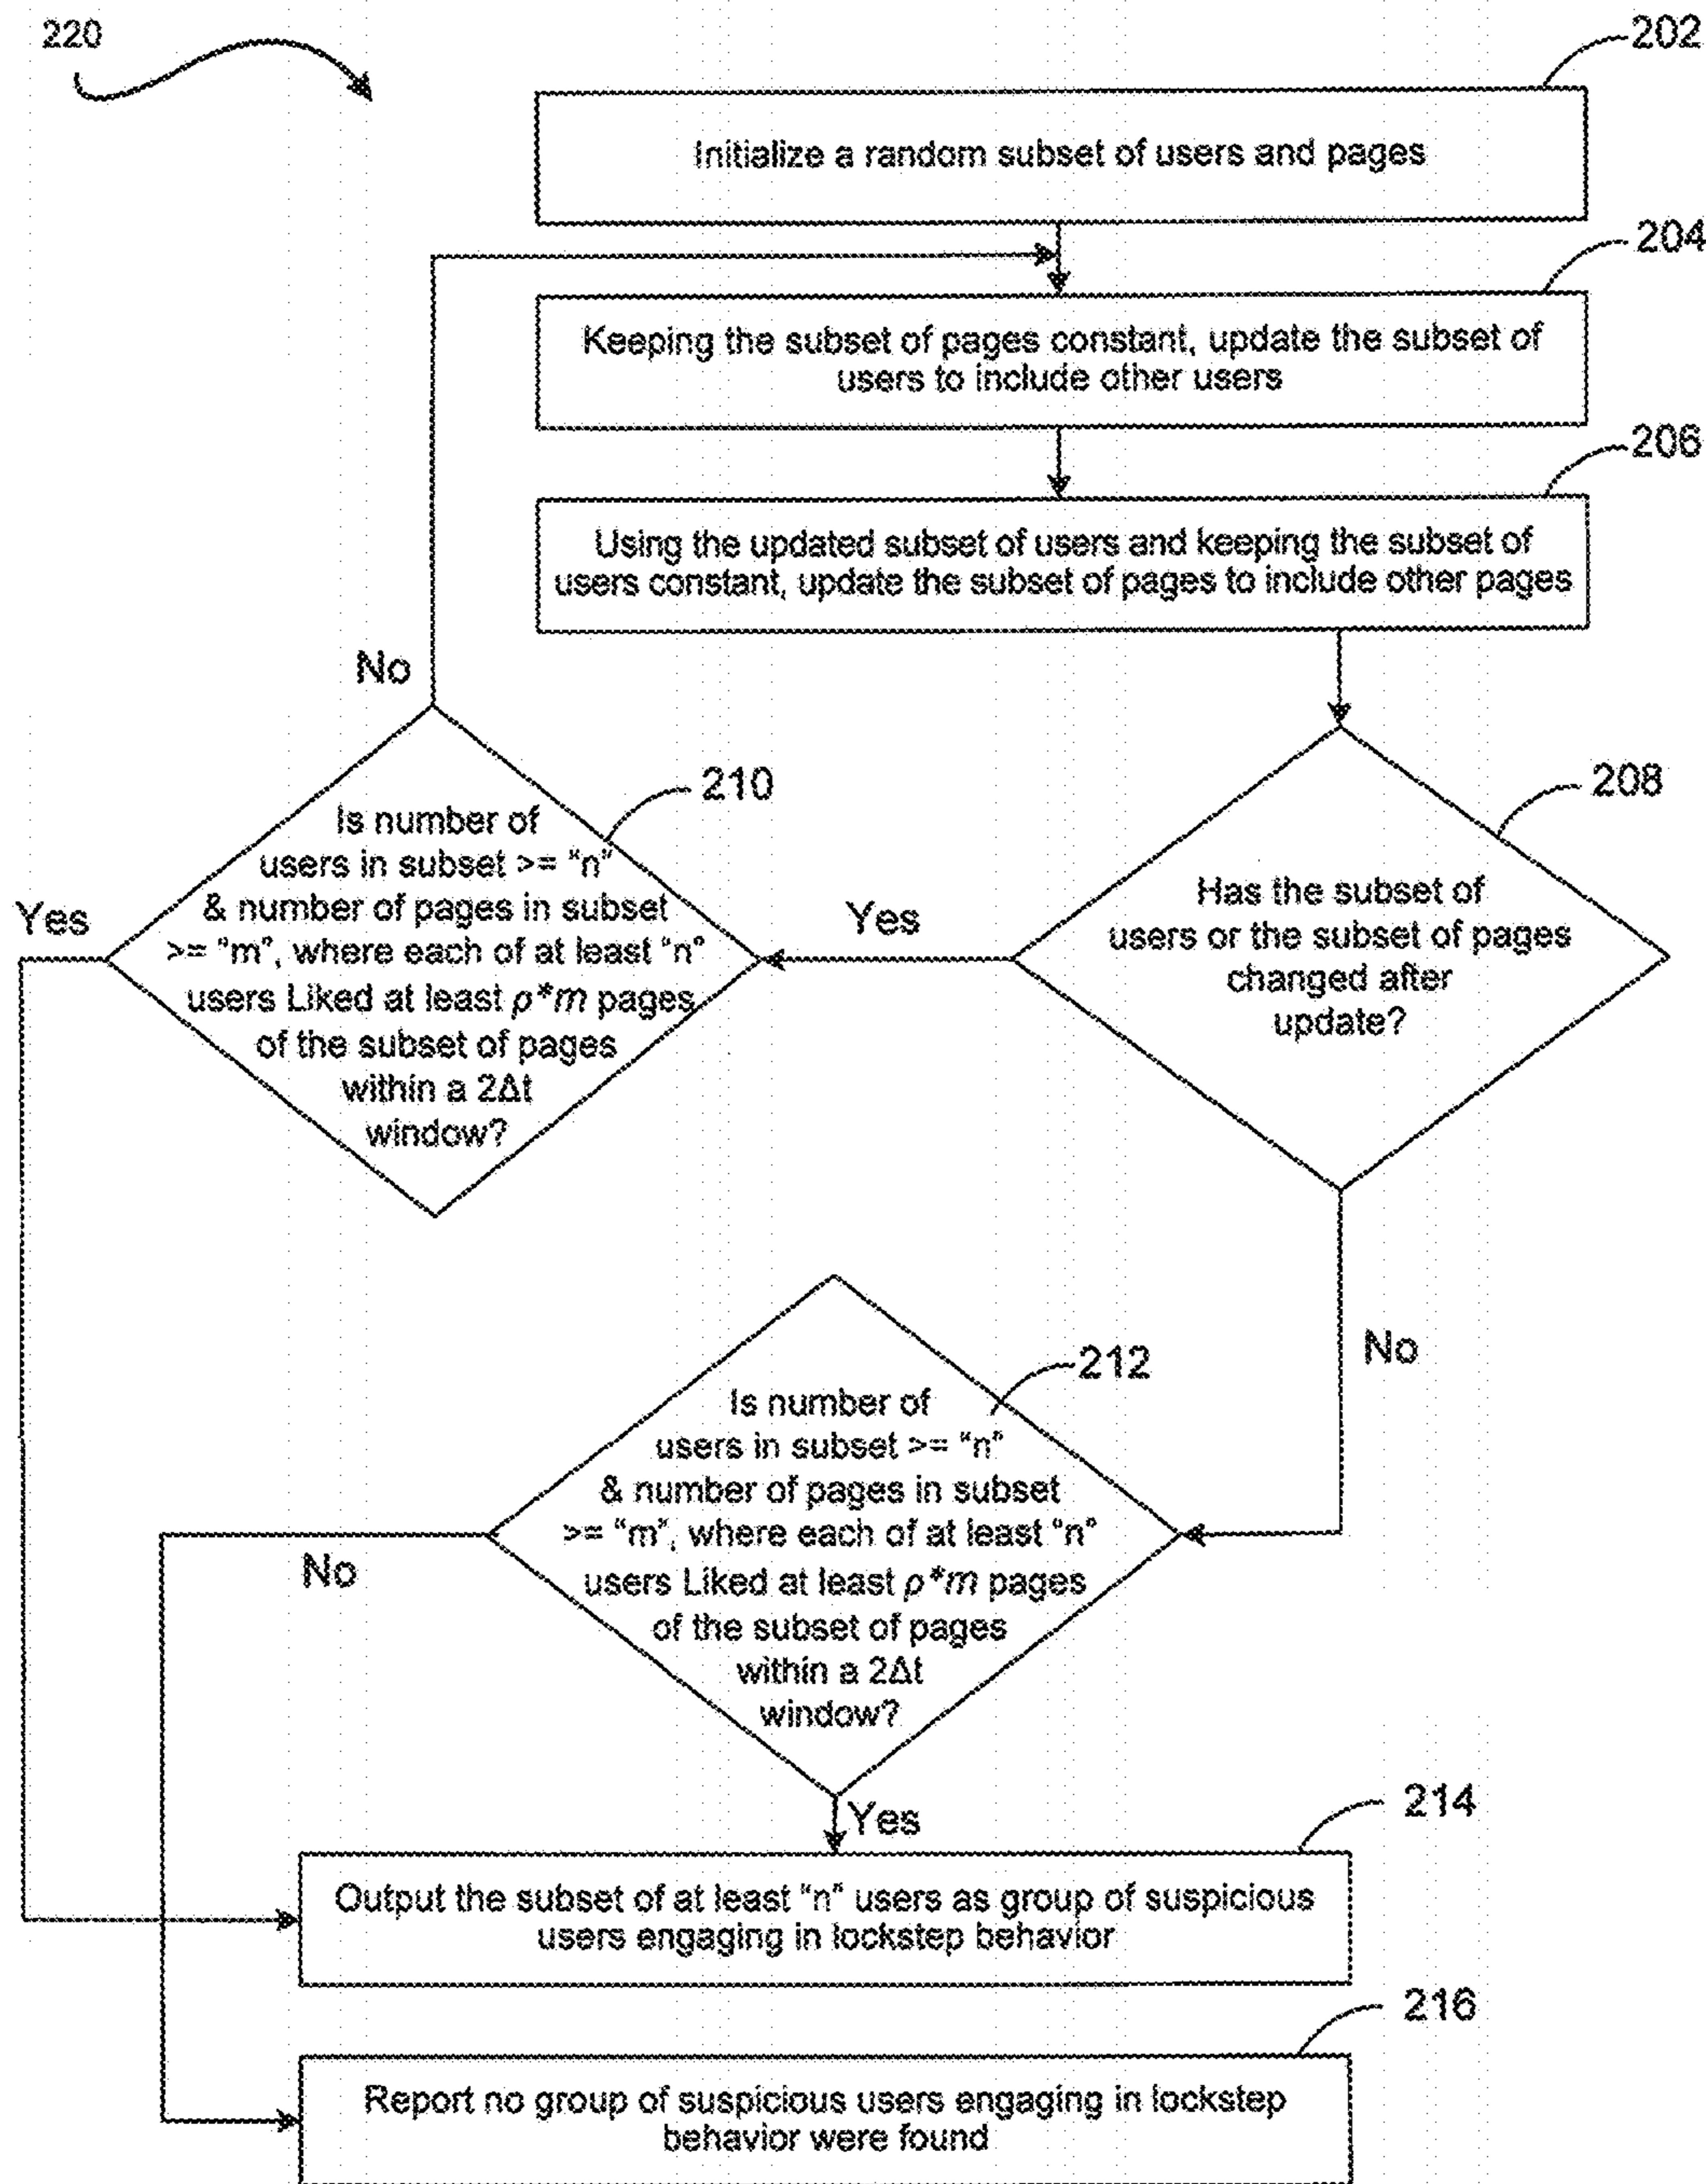 220
202
Initialize a random subset of users and pages
204
Keeping the subset of pages constant, update the subset of
users to include other users
206
Using the updated subset of users and keeping the subset of
users constant, update the subset of pages to include other pages
No
210
Is number of
users in subset >= "n"
& number of pages in subset
>= "m", where each of at least "n"
users Liked at least ρ*m pages
of the subset of pages
within a 2Δt
window?
Yes
Yes
208
Has the subset of
users or the subset of pages
changed after
update?
No
212
Is number of
users in subset >= "n"
& number of pages in subset
>= "m", where each of at least "n"
users Liked at least ρ*m pages
of the subset of pages
within a 2Δt
window?
No
Yes
214
Output the subset of at least "n" users as group of suspicious
users engaging in lockstep behavior
216
Report no group of suspicious users engaging in lockstep
behavior were found